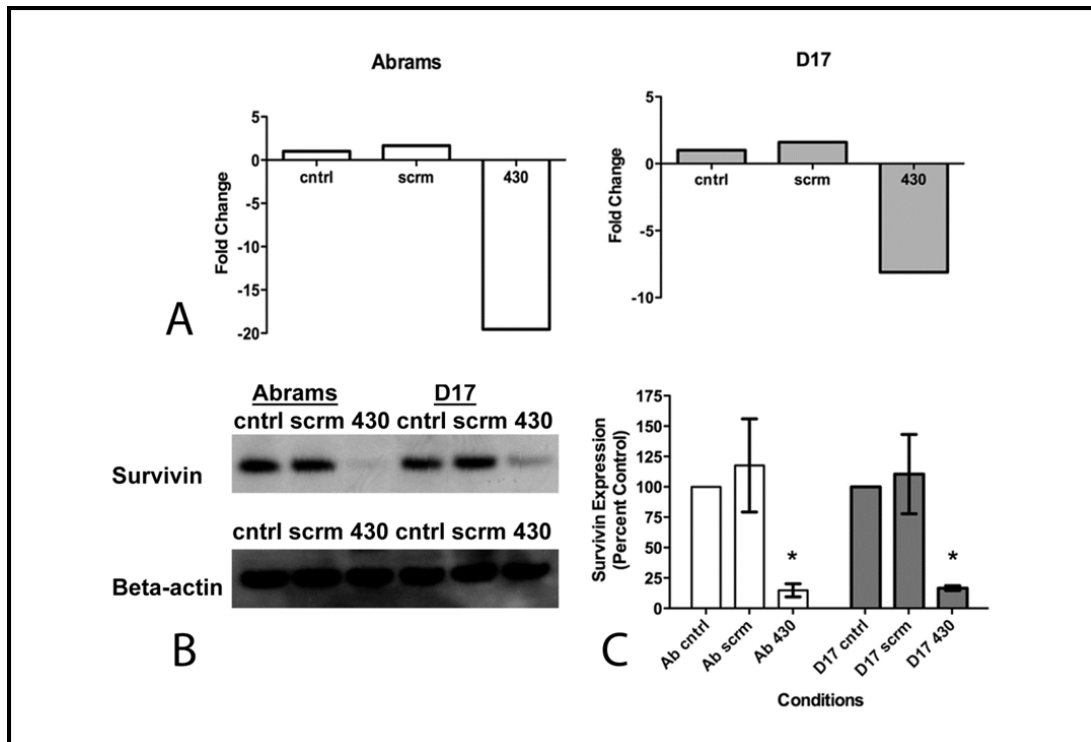 Abrams
Fold Change
5
0
-5
-10
-15
-20
cntrl scrm 430
A
D17
Fold Change
5
0
-5
-10
cntrl scrm 430
Abrams D17
cntrl scrm 430 cntrl scrm 430
Survivin
cntrl scrm 430 cntrl scrm 430
Beta-actin
B
Survivin Expression
(Percent Control)
175
150
125
100
75
50
25
0
* *
Ab cntrl
Ab scrm
Ab 430
D17 cntrl
D17 scrm
D17 430
C
Conditions